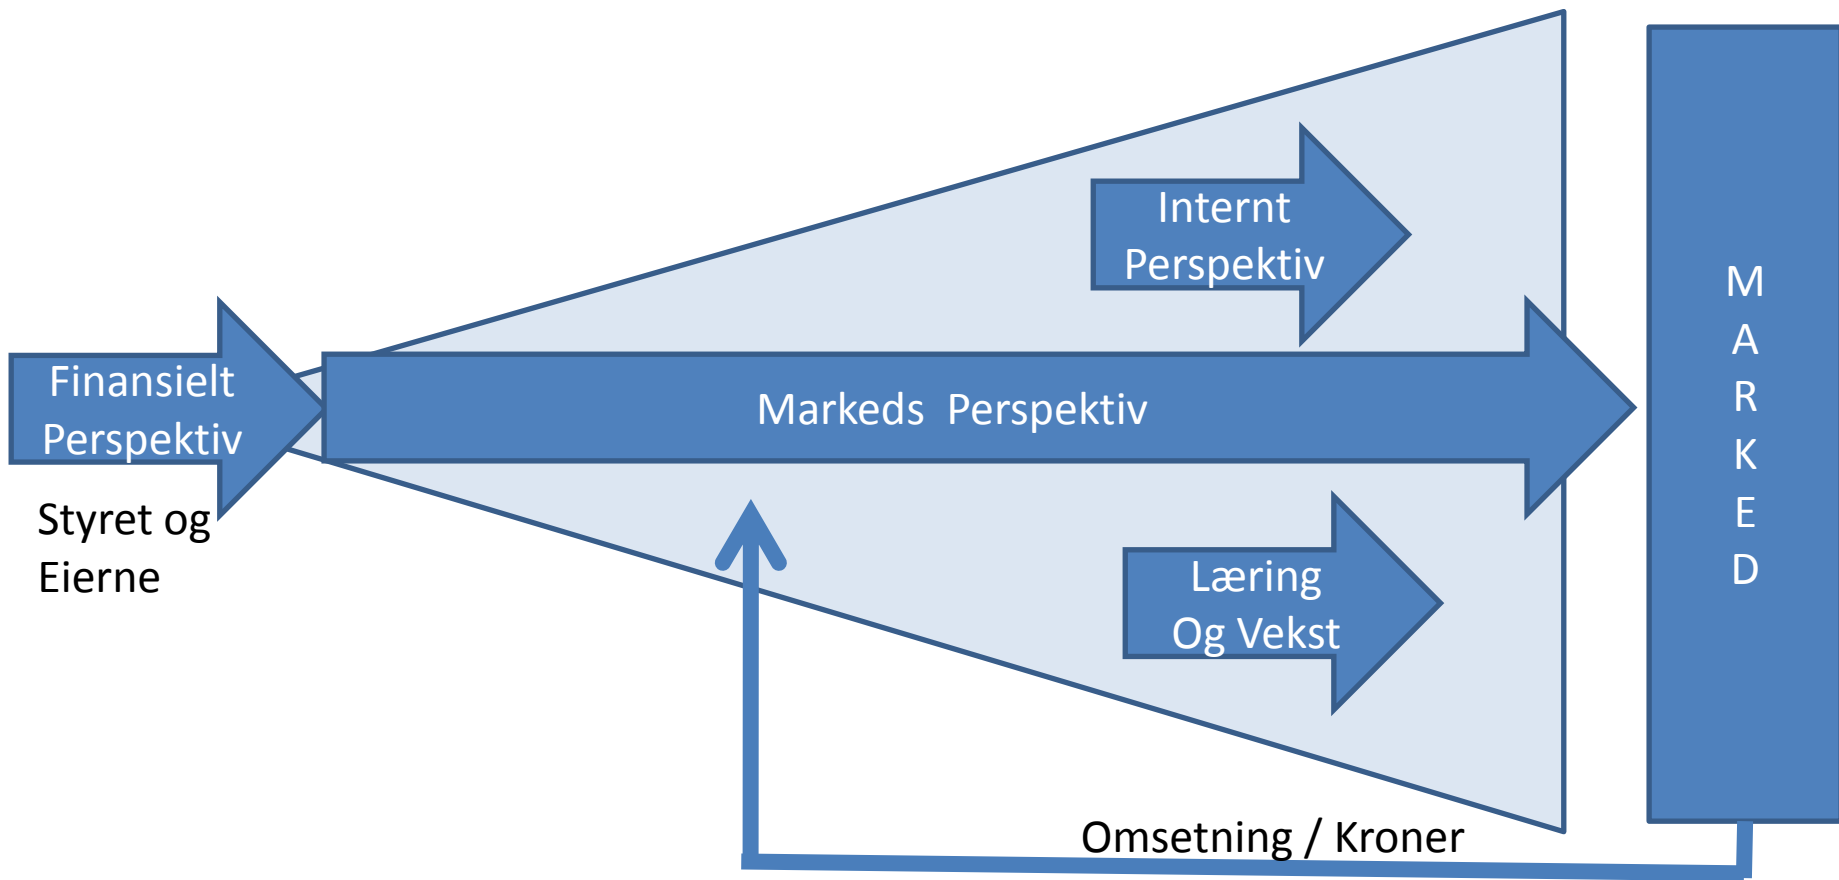 Internt
Perspektiv
Finansielt
Perspektiv
Markeds  Perspektiv
Styret og
Eierne
Læring
Og Vekst
Omsetning / Kroner
M
A
R
K
E
D